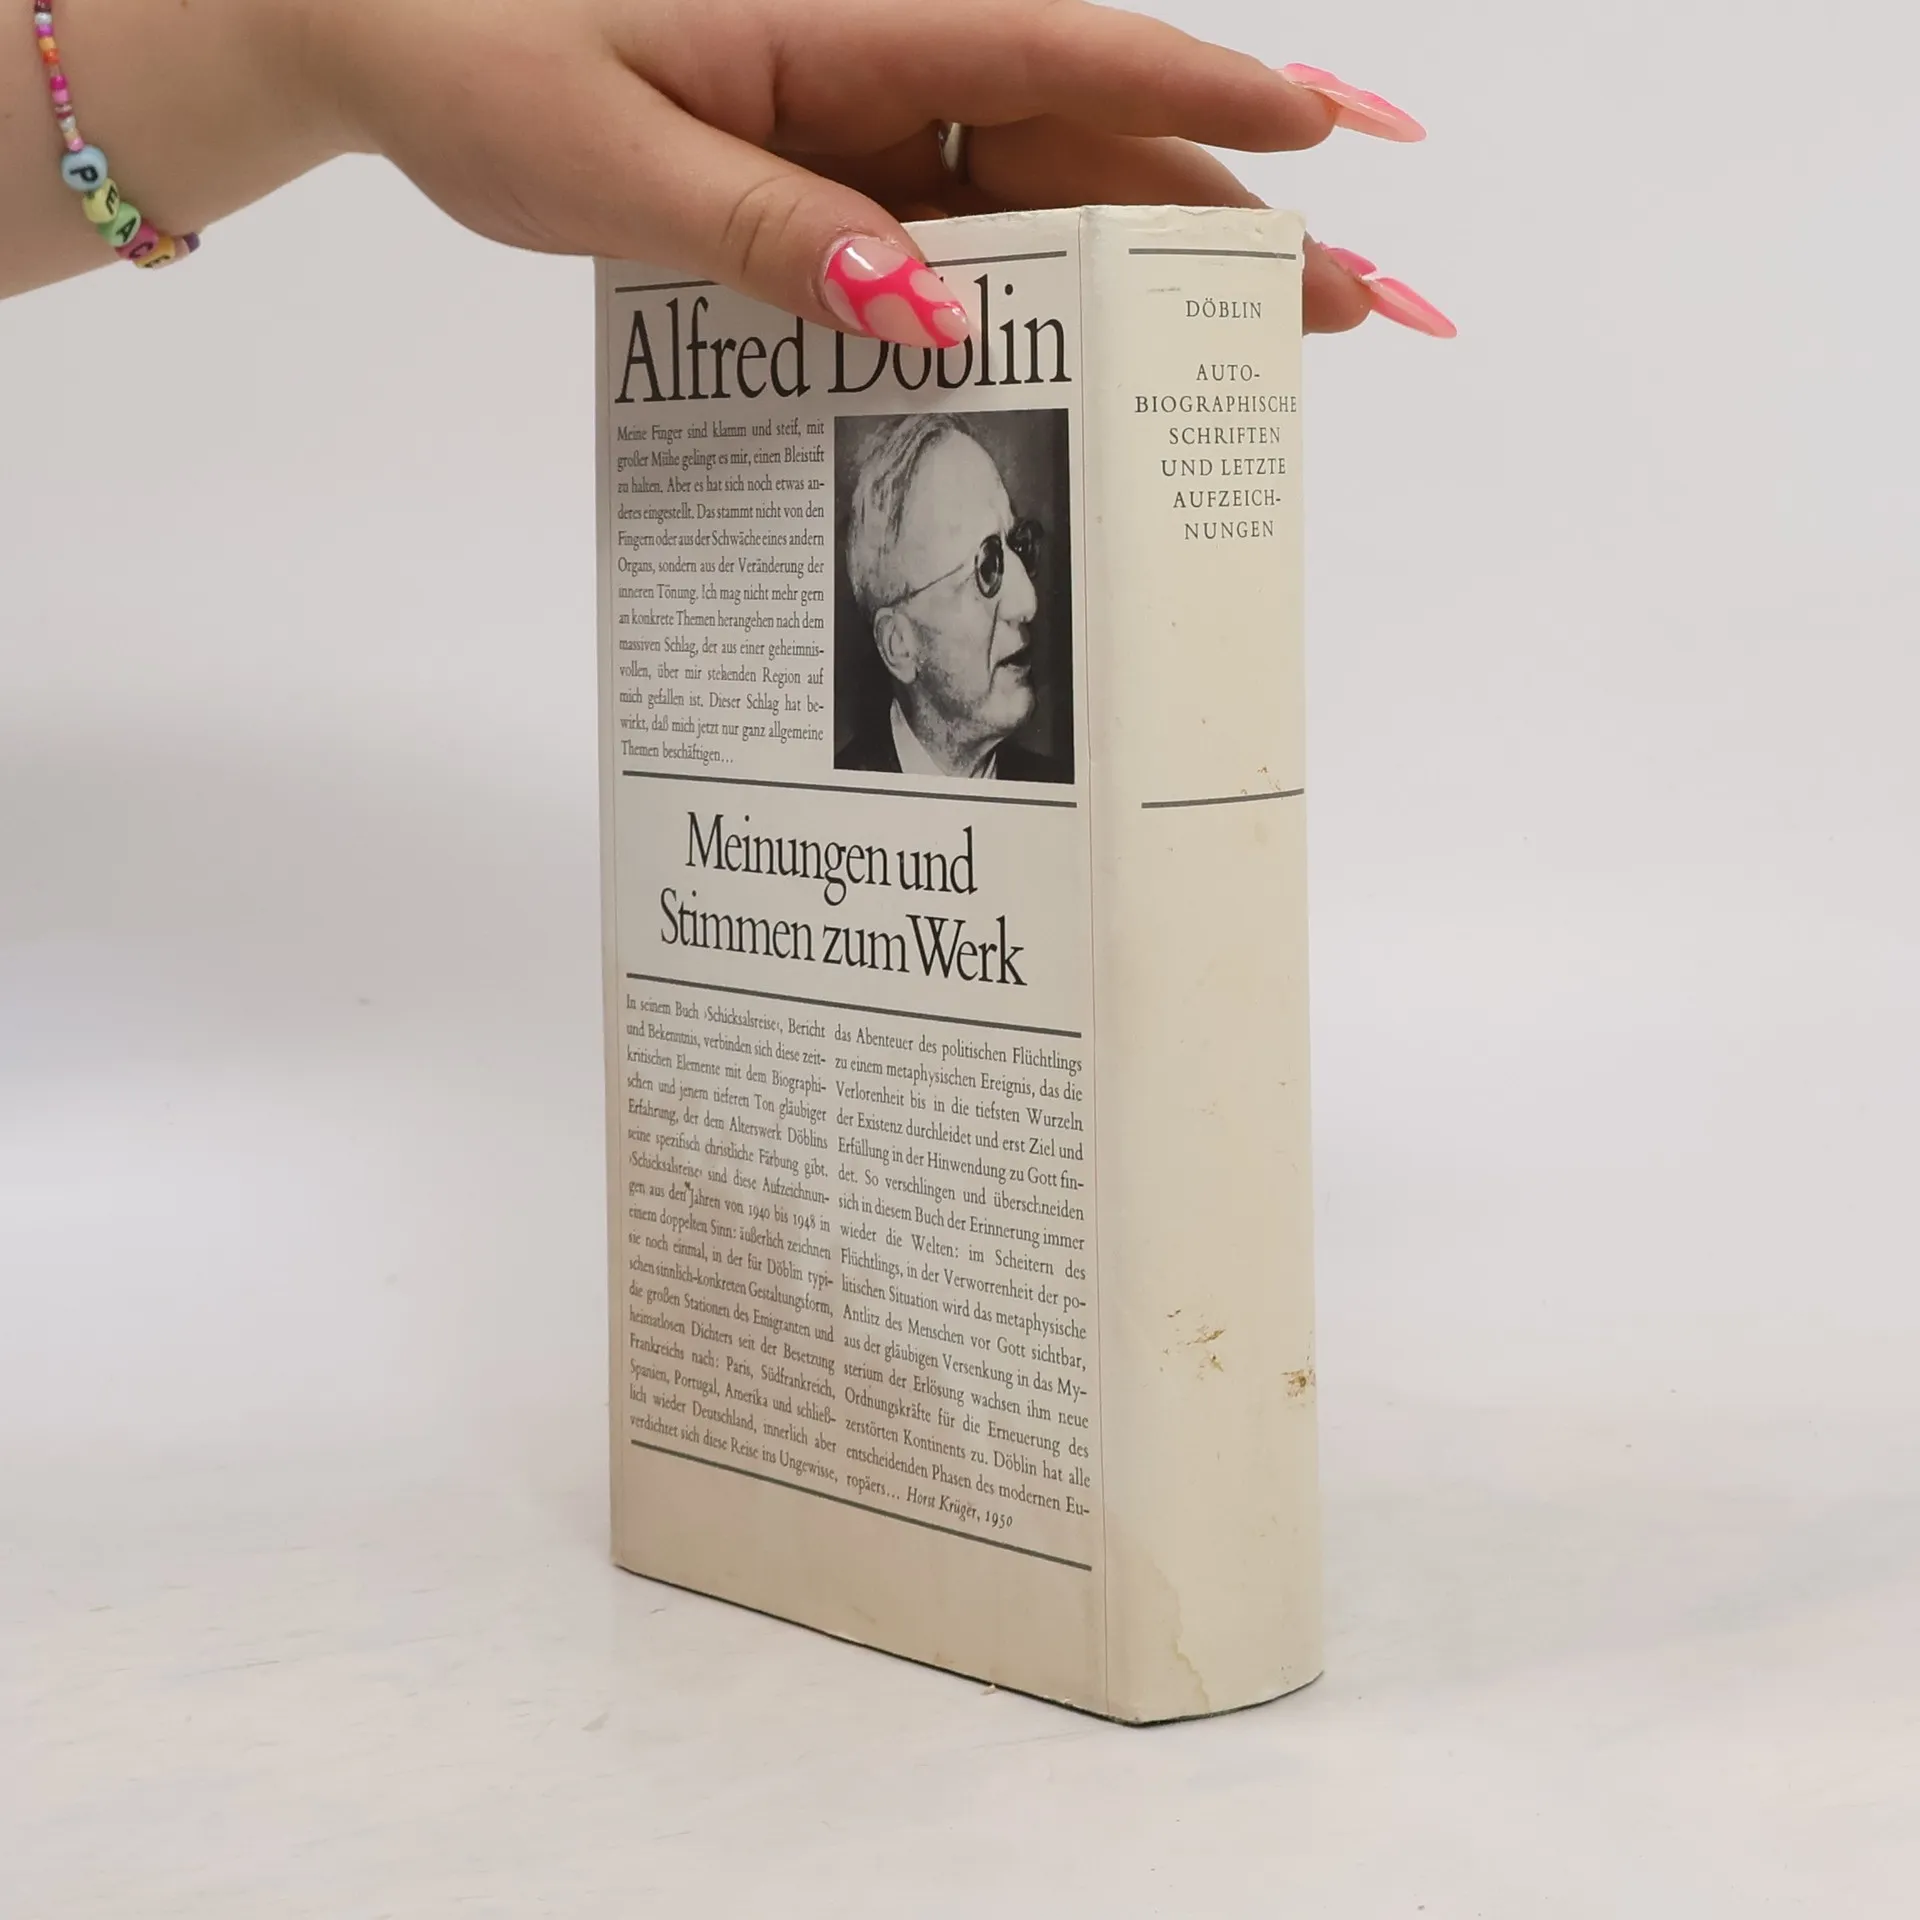 PEACE
Alfred Döblin
Meine Finger sind klamm und steif, mit
großer Mühe gelingt es mir, einen Bleistift
zu halten. Aber es hat sich noch etwas an-
deres eingestellt. Das stammt nicht von den
Fingern oder aus der Schwäche eines andern
Organs, sondern aus der Veränderung der
inneren Tönung. Ich mag nicht mehr gern
an konkrete Themen herangehen nach dem
massiven Schlag, der aus einer geheimnis-
vollen, über mir stehenden Region auf
mich gefallen ist. Dieser Schlag hat be-
wirkt, daß mich jetzt nur ganz allgemeine
Themen beschäftigen...
Meinungen und
Stimmen zum Werk
In seinem Buch ›Schicksalsreise‹, Bericht
und Bekenntnis, verbinden sich diese zeit-
kritischen Elemente mit dem Biographi-
schen und jenem tieferen Ton gläubiger
Erfahrung, der dem Alterswerk Döblins
seine spezifisch christliche Färbung gibt.
›Schicksalsreise‹ sind diese Aufzeichnun-
gen aus den Jahren von 1940 bis 1948 in
einem doppelten Sinn: äußerlich zeichnen
sie noch einmal, in der für Döblin typi-
schen sinnlich-konkreten Gestaltungsform,
die großen Stationen des Emigranten und
heimatlosen Dichters seit der Besetzung
Frankreichs nach: Paris, Südfrankreich,
Spanien, Portugal, Amerika und schließ-
lich wieder Deutschland, innerlich aber
verdichtet sich diese Reise ins Ungewisse,
das Abenteuer des politischen Flüchtlings
zu einem metaphysischen Ereignis, das die
Verlorenheit bis in die tiefsten Wurzeln
der Existenz durchleidet und erst Ziel und
Erfüllung in der Hinwendung zu Gott fin-
det. So verschlingen und überschneiden
sich in diesem Buch der Erinnerung immer
wieder die Welten: im Scheitern des
Flüchtlings, in der Verworrenheit der po-
litischen Situation wird das metaphysische
Antlitz des Menschen vor Gott sichtbar,
aus der gläubigen Versenkung in das My-
sterium der Erlösung wachsen ihm neue
Ordnungskräfte für die Erneuerung des
zerstörten Kontinents zu. Döblin hat alle
entscheidenden Phasen des modernen Eu-
ropäers... Horst Krüger, 1950
DÖBLIN
AUTO-
BIOGRAPHISCHE
SCHRIFTEN
UND LETZTE
AUFZEICH-
NUNGEN